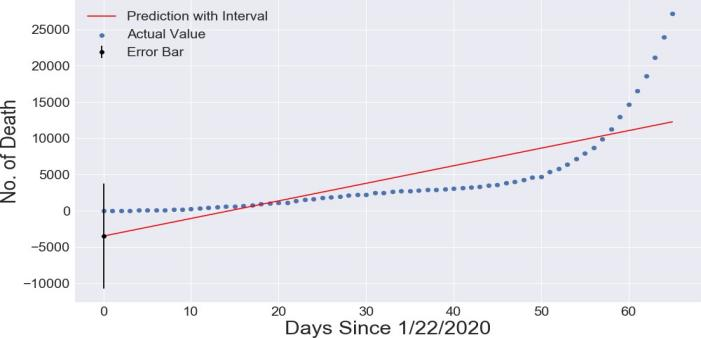 Prediction with Interval
Actual Value
Error Bar
25000
20000
15000
10000
5000
0
−5000
−10000
No. of Death
0 10 20 30 40 50 60
Days Since 1/22/2020